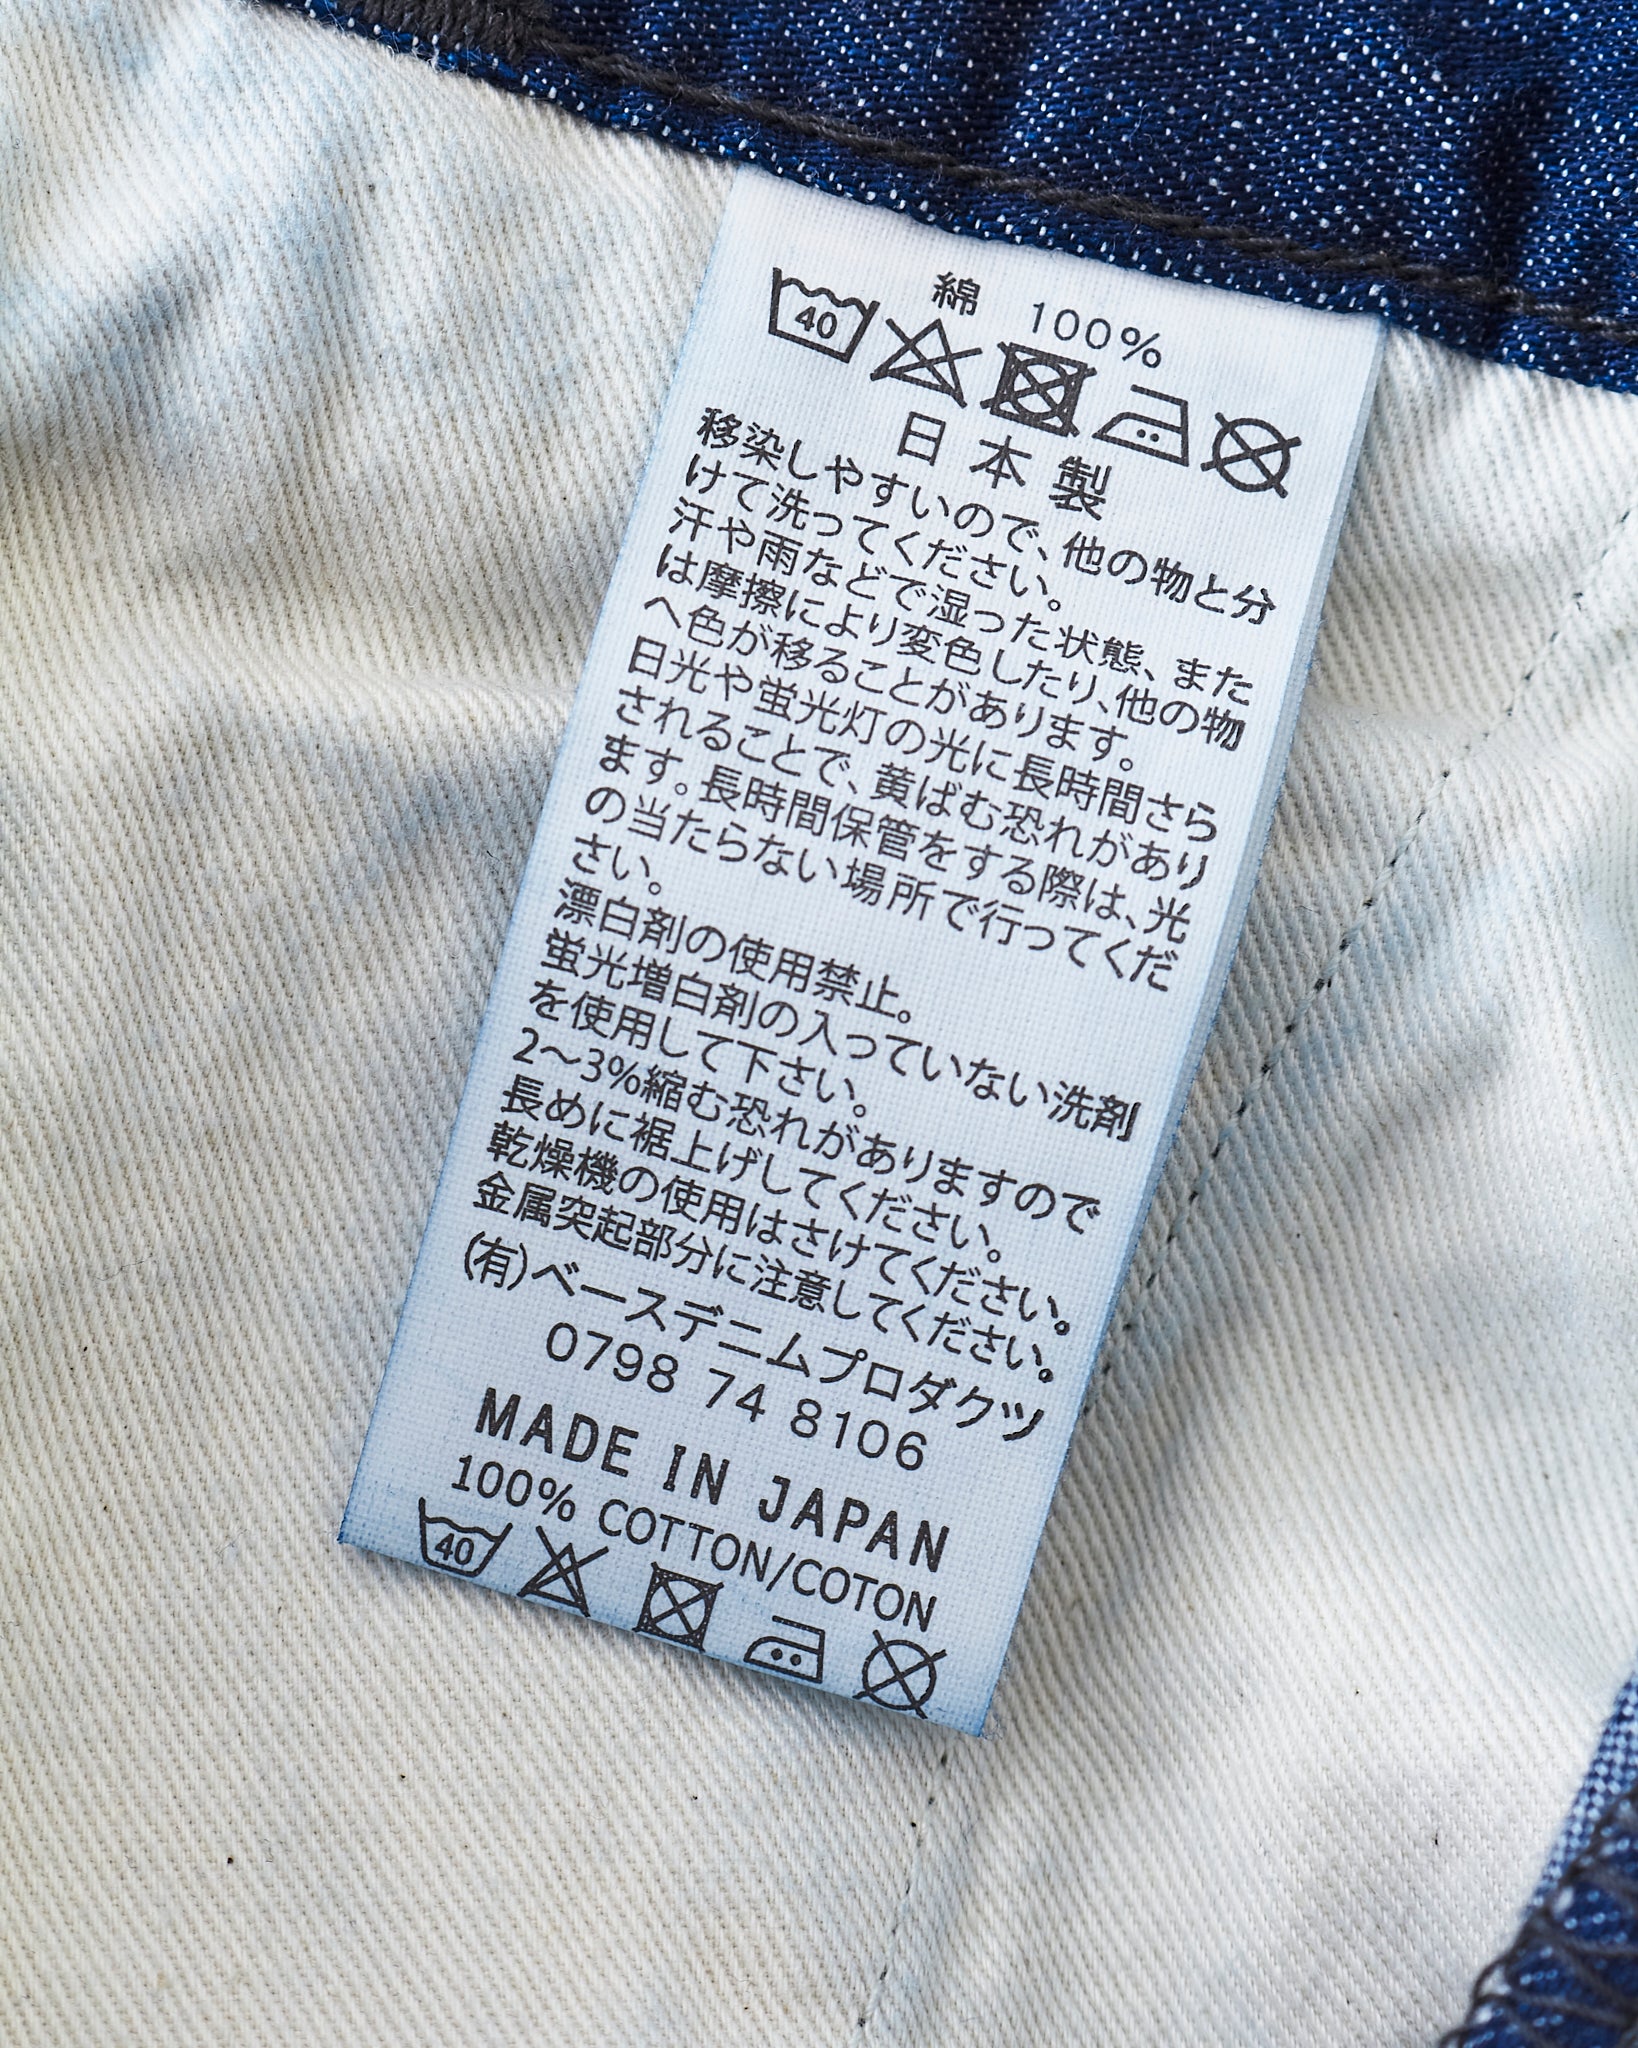 綿 100%
40
日本製
移染しやすいので、他の物と分
けて洗ってください。
汗や雨などで湿った状態、また
は摩擦により変色したり、他の物
へ色が移ることがあります。
日光や蛍光灯の光に長時間さら
されることで、黄ばむ恐れがあり
ます。長時間保管をする際は、光
の当たらない場所で行ってくだ
さい。
漂白剤の使用禁止。
蛍光増白剤の入っていない洗剤
を使用して下さい。
2～3%縮む恐れがありますので
長めに裾上げしてください。
乾燥機の使用はさけてください。
金属突起部分に注意してください。
(有)ベースデニムプロダクツ
0798 74 8106
MADE IN JAPAN
100% COTTON/COTON
40